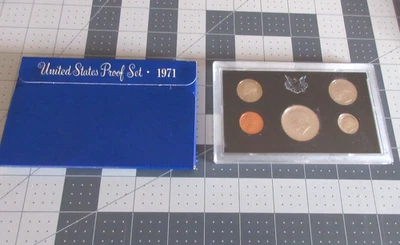 United States Proof Set · 1971